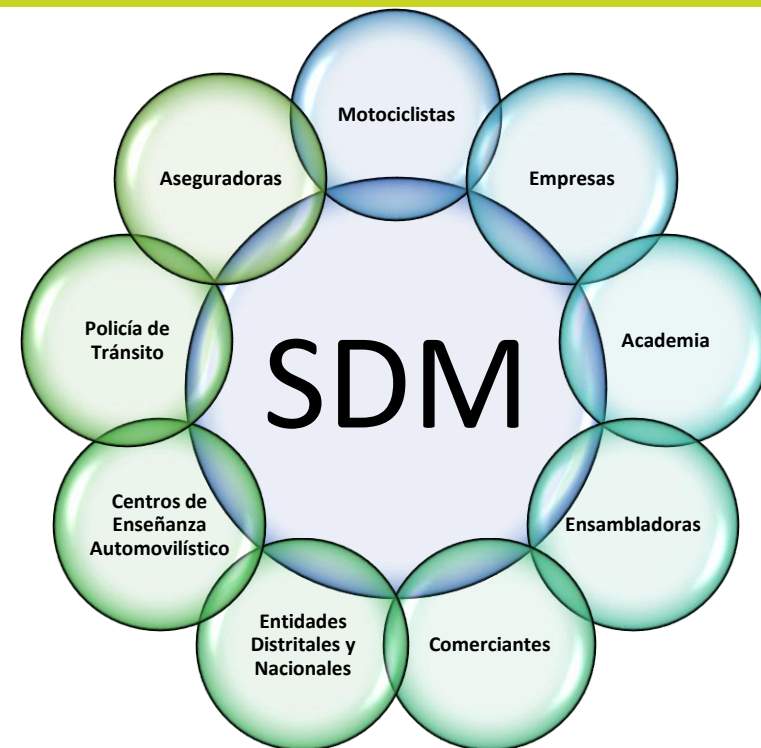 Motociclistas
Empresas
Academia
Ensambladoras
Comerciantes
Entidades
Distritales y
Nacionales
Centros de
Enseñanza
Automovilístico
Policía de
Tránsito
Aseguradoras
SDM